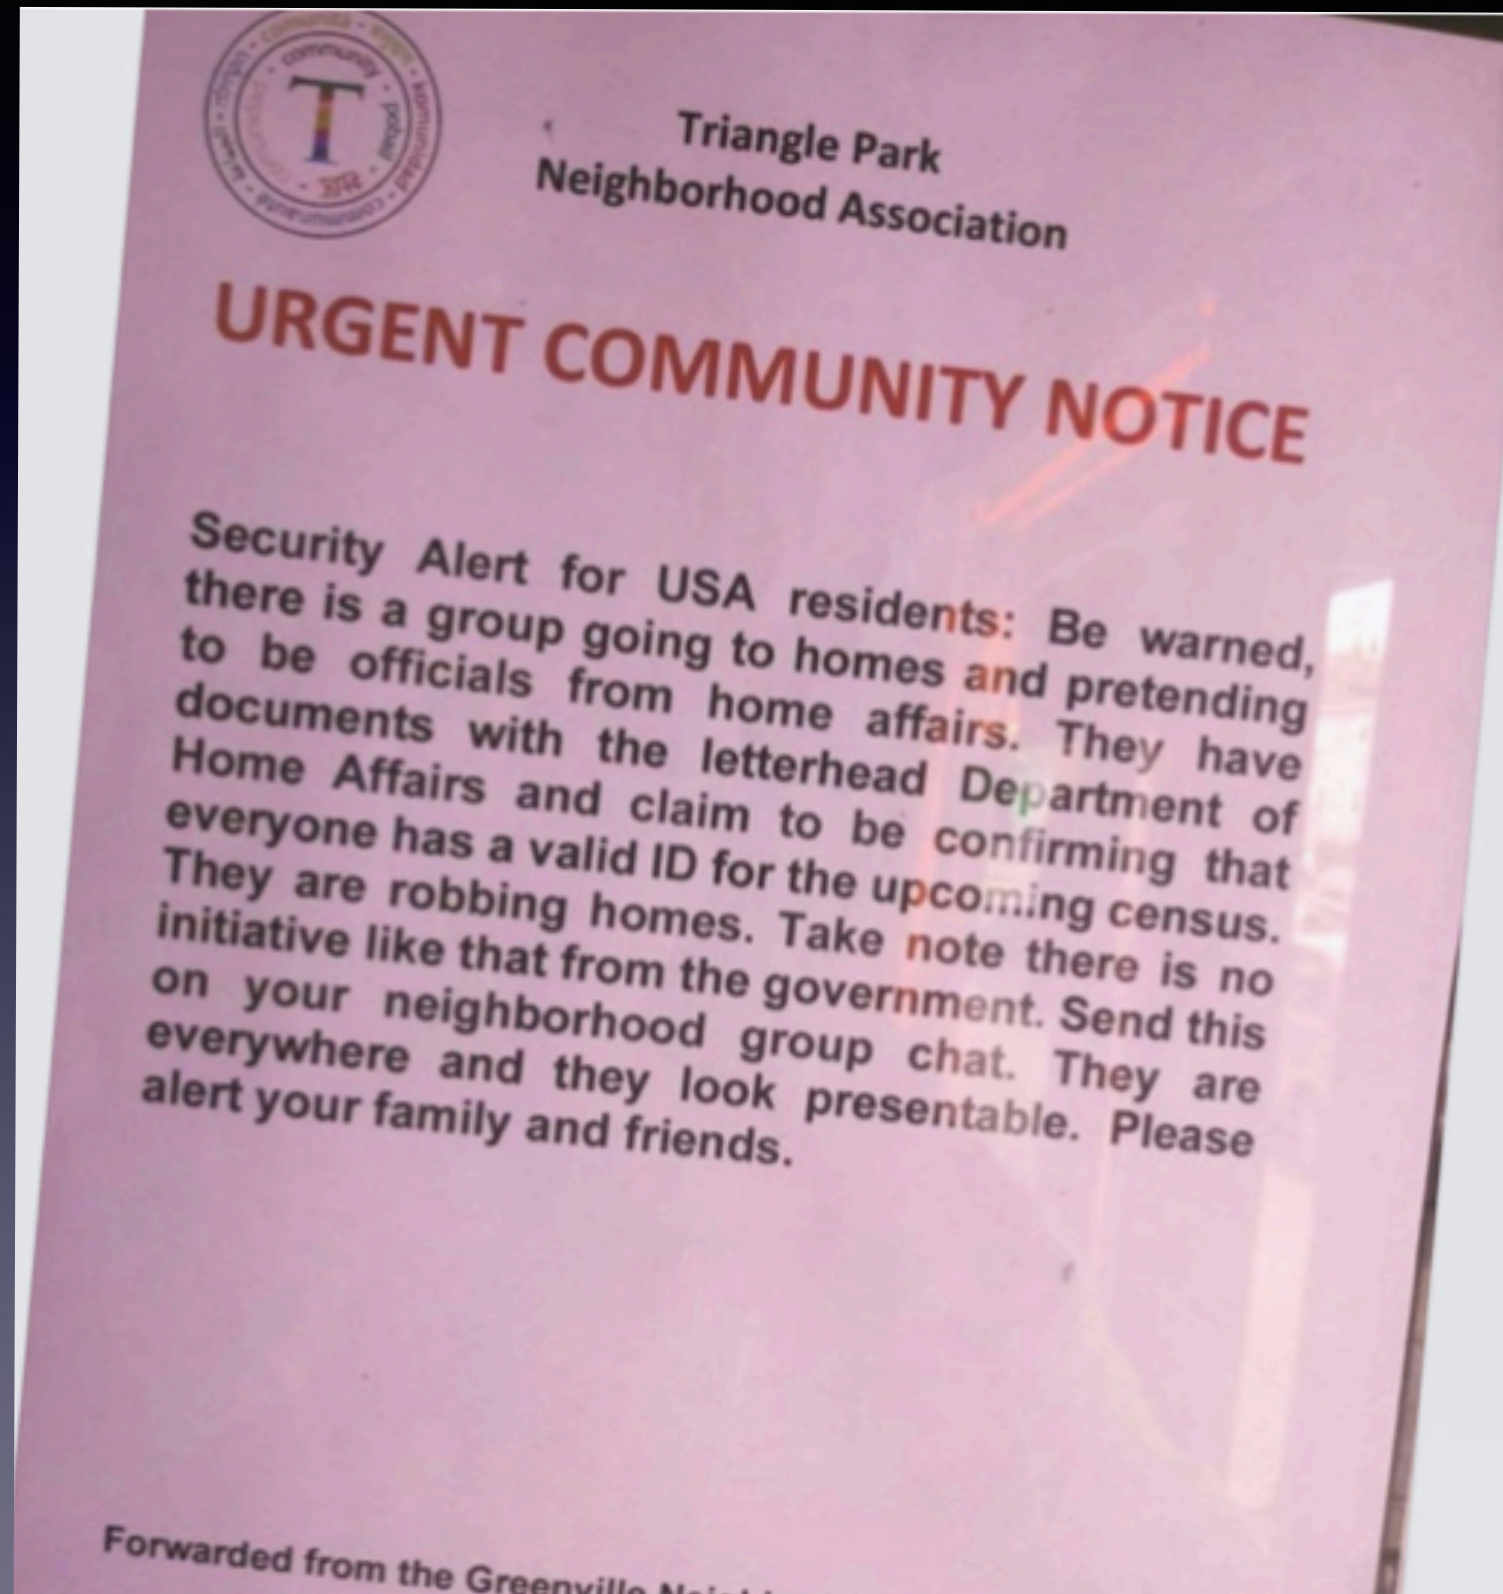 community
T
Triangle Park
Neighborhood Association
URGENT COMMUNITY NOTICE
Security Alert for USA residents: Be warned,
there is a group going to homes and pretending
to be officials from home affairs. They have
documents with the letterhead Department of
Home Affairs and claim to be confirming that
everyone has a valid ID for the upcoming census.
They are robbing homes. Take note there is no
initiative like that from the government. Send this
on your neighborhood group chat. They are
everywhere and they look presentable. Please
alert your family and friends.
Forwarded from the Greenville